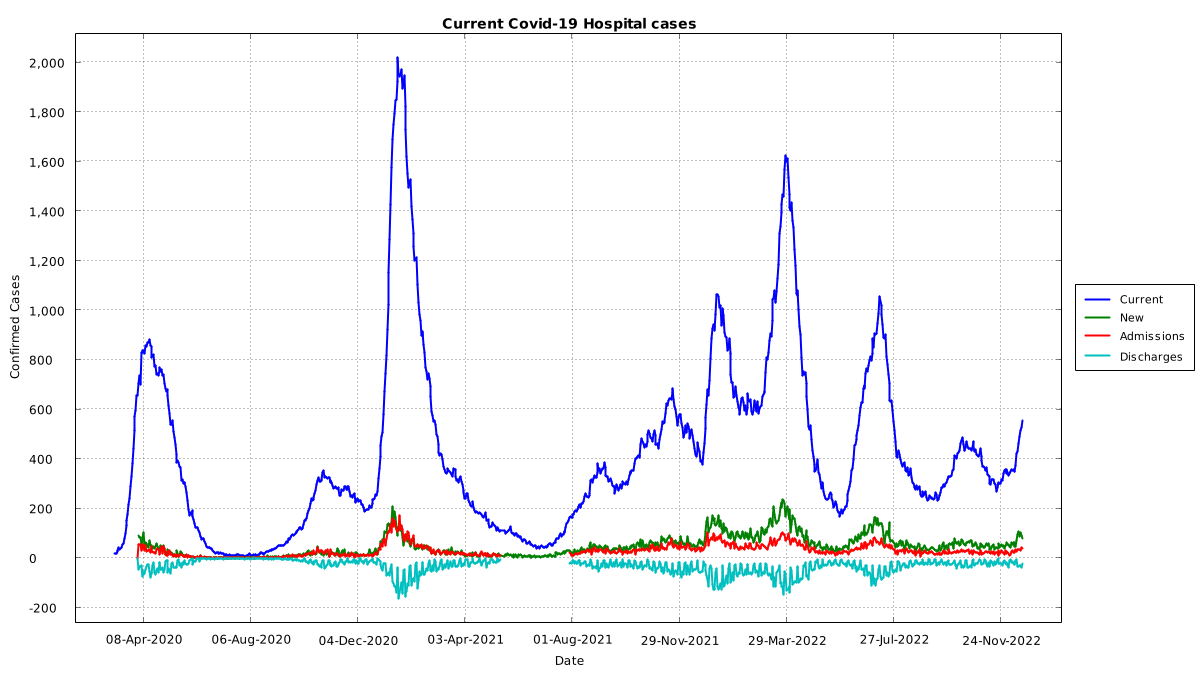 Current Covid-19 Hospital cases
2,000
1,800
1,600
1,400
1,200
1,000
800
600
400
200
0
-200
Confirmed Cases
08-Apr-2020 06-Aug-2020 04-Dec-2020 03-Apr-2021 01-Aug-2021 29-Nov-2021 29-Mar-2022 27-Jul-2022 24-Nov-2022
Date
Current
New
Admissions
Discharges